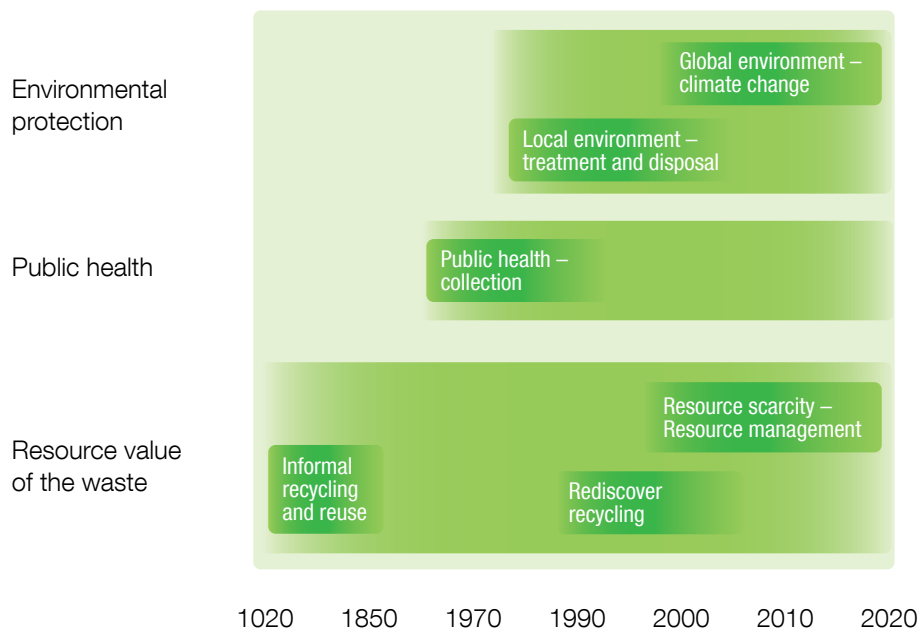 Environmental
protection
Global environment –
climate change
Local environment –
treatment and disposal
Public health
Public health –
collection
Resource value
of the waste
Resource scarcity –
Resource management
Informal
recycling
and reuse
Rediscover
recycling
1020 1850 1970 1990 2000 2010 2020